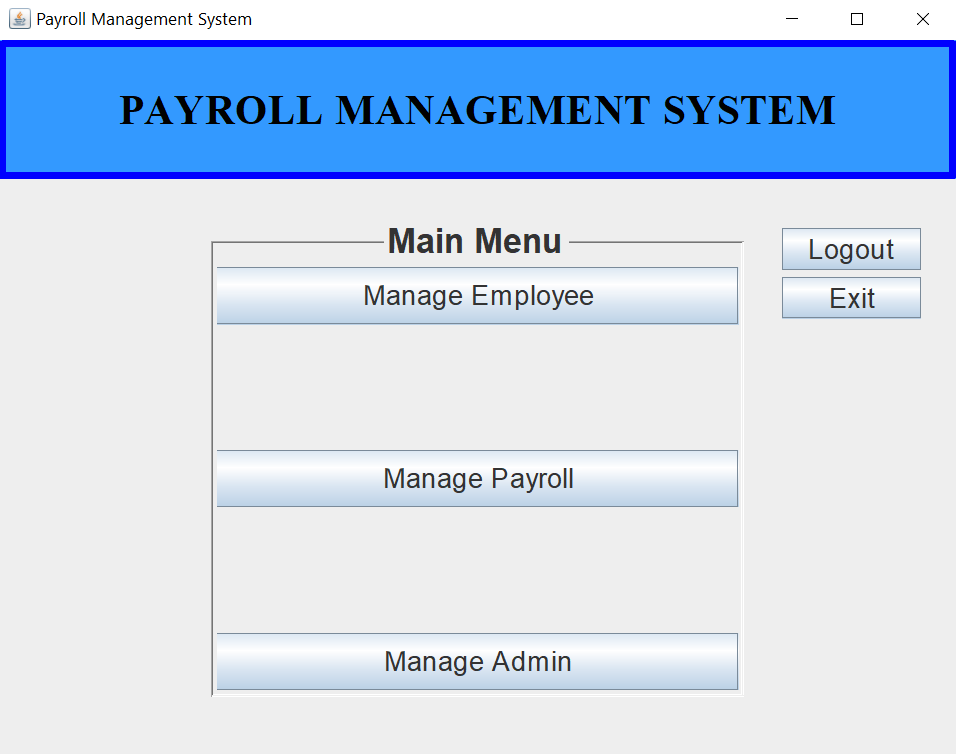 Payroll Management System
PAYROLL MANAGEMENT SYSTEM
Main Menu
Manage Employee
Manage Payroll
Manage Admin
Logout
Exit